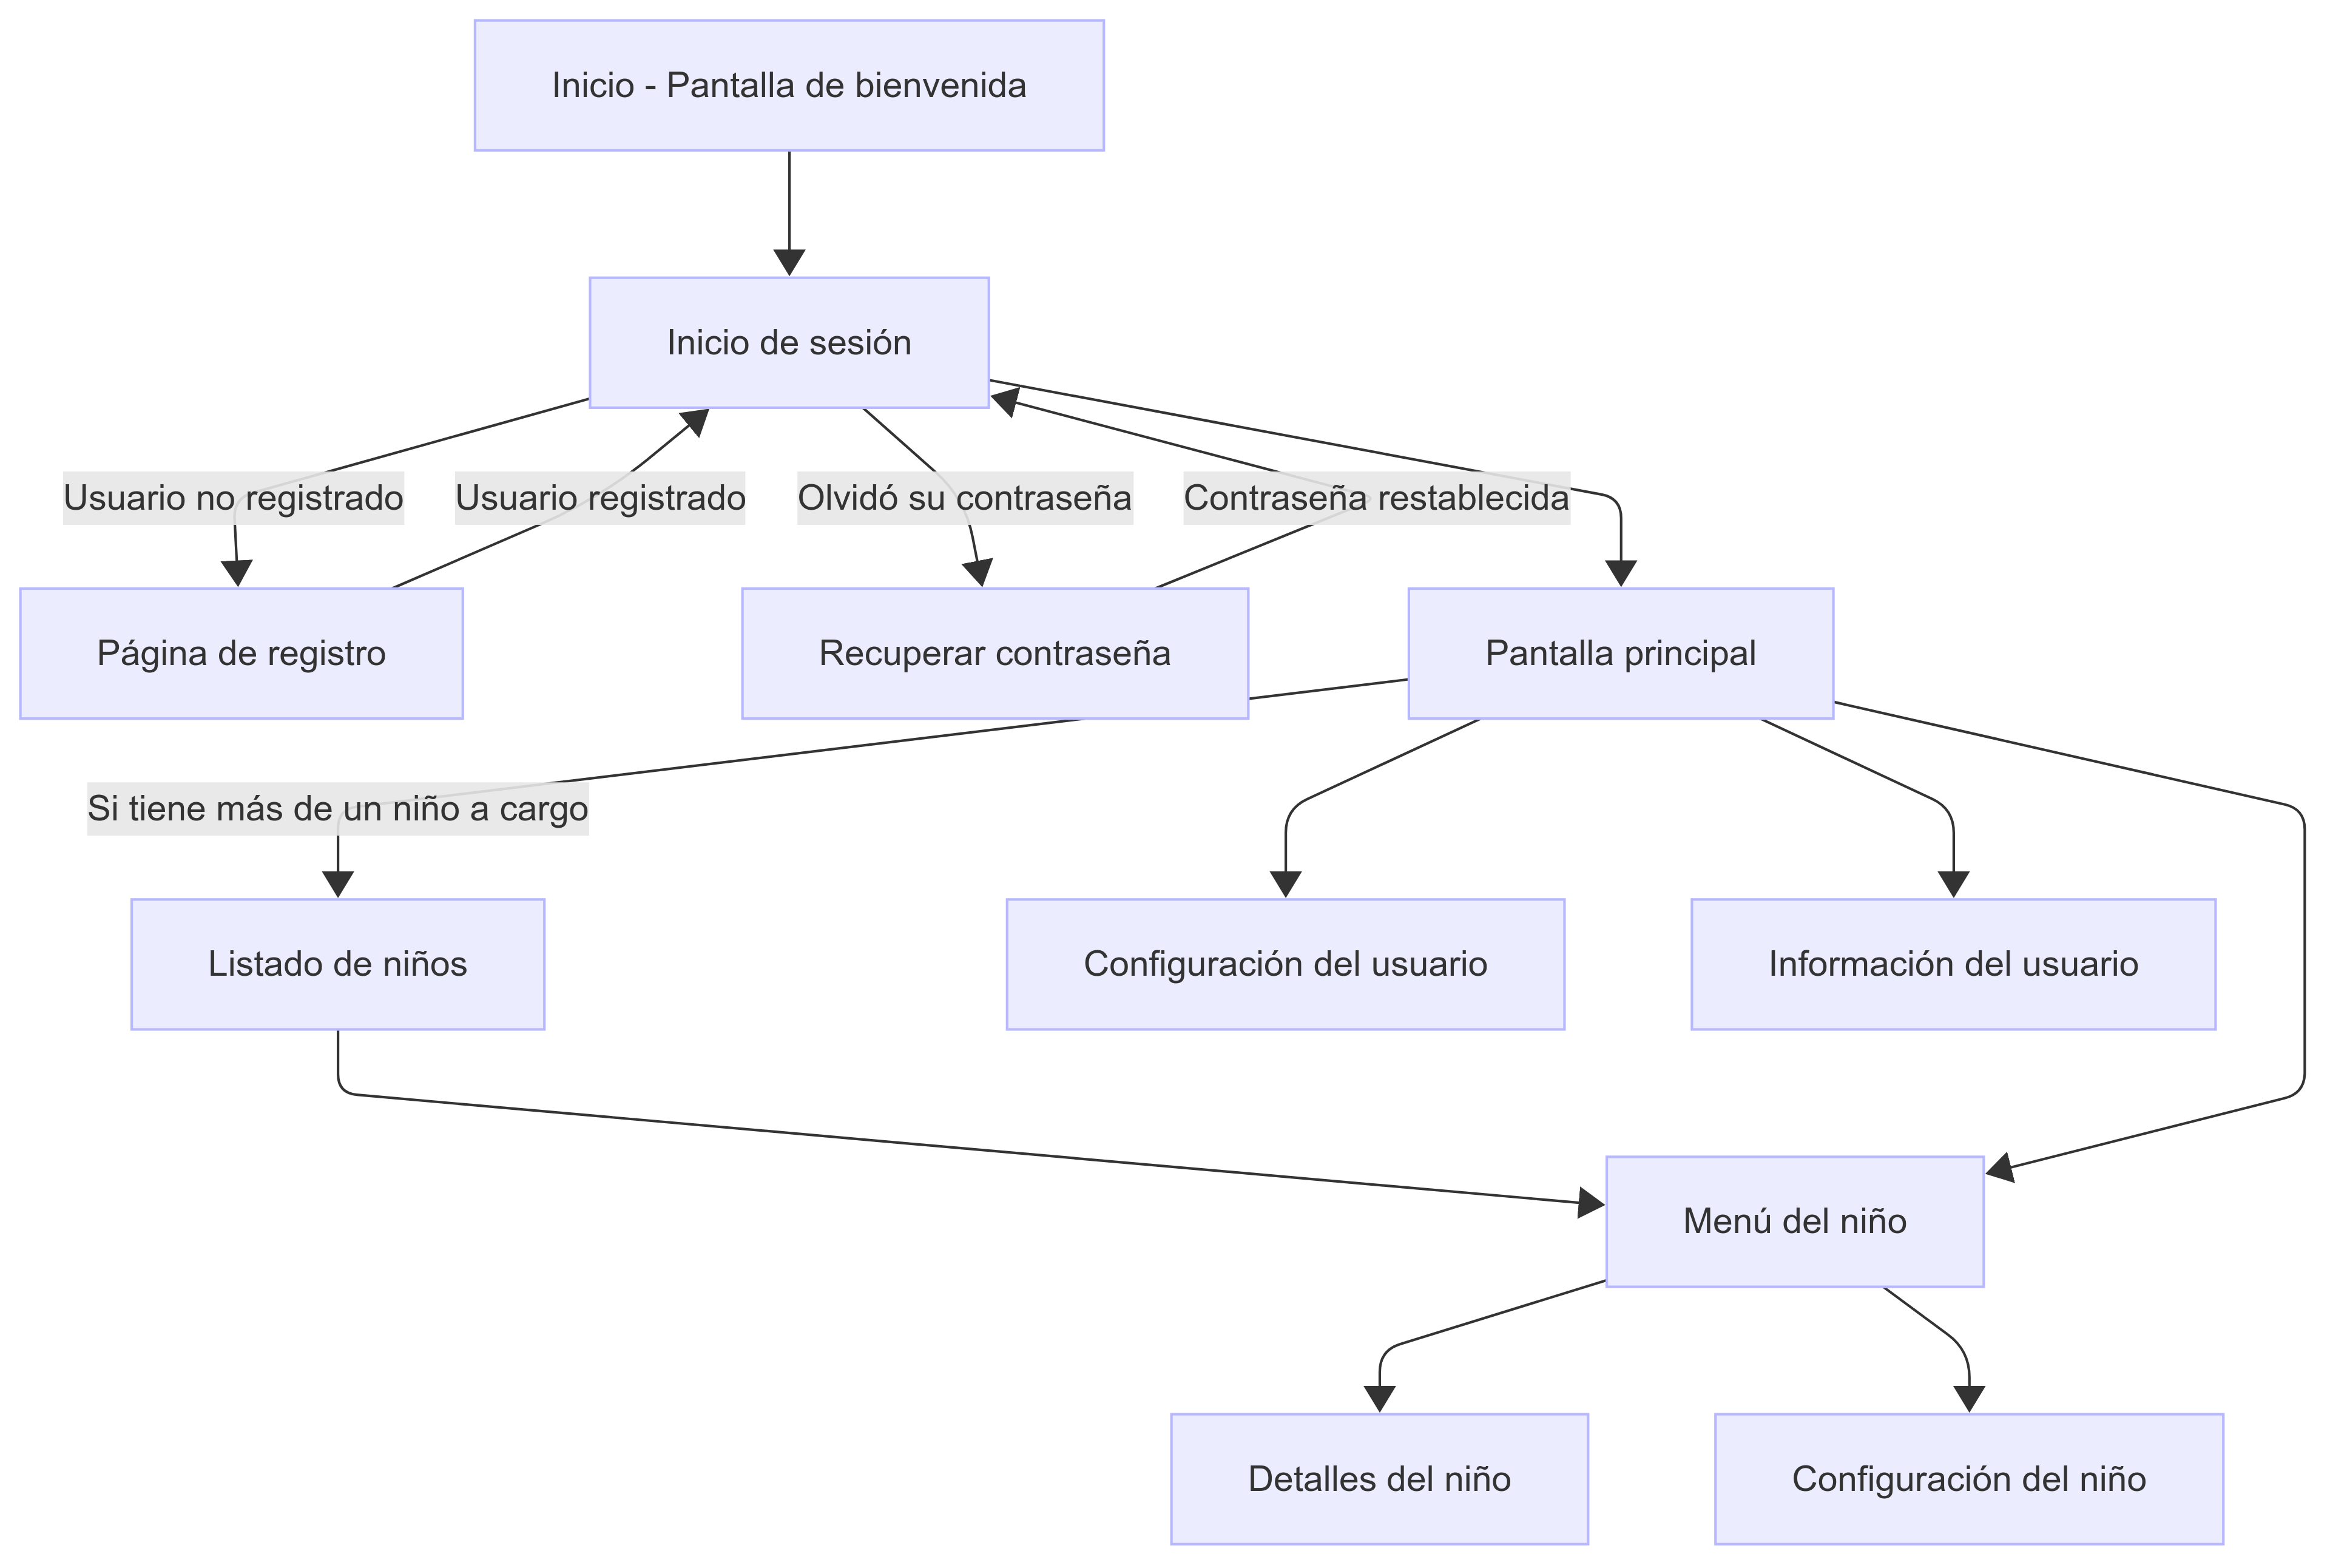 Inicio - Pantalla de bienvenida
Inicio de sesión
Usuario no registrado
Usuario registrado
Olvidó su contraseña
Contraseña restablecida
Página de registro
Recuperar contraseña
Pantalla principal
Si tiene más de un niño a cargo
Listado de niños
Configuración del usuario
Información del usuario
Menú del niño
Detalles del niño
Configuración del niño